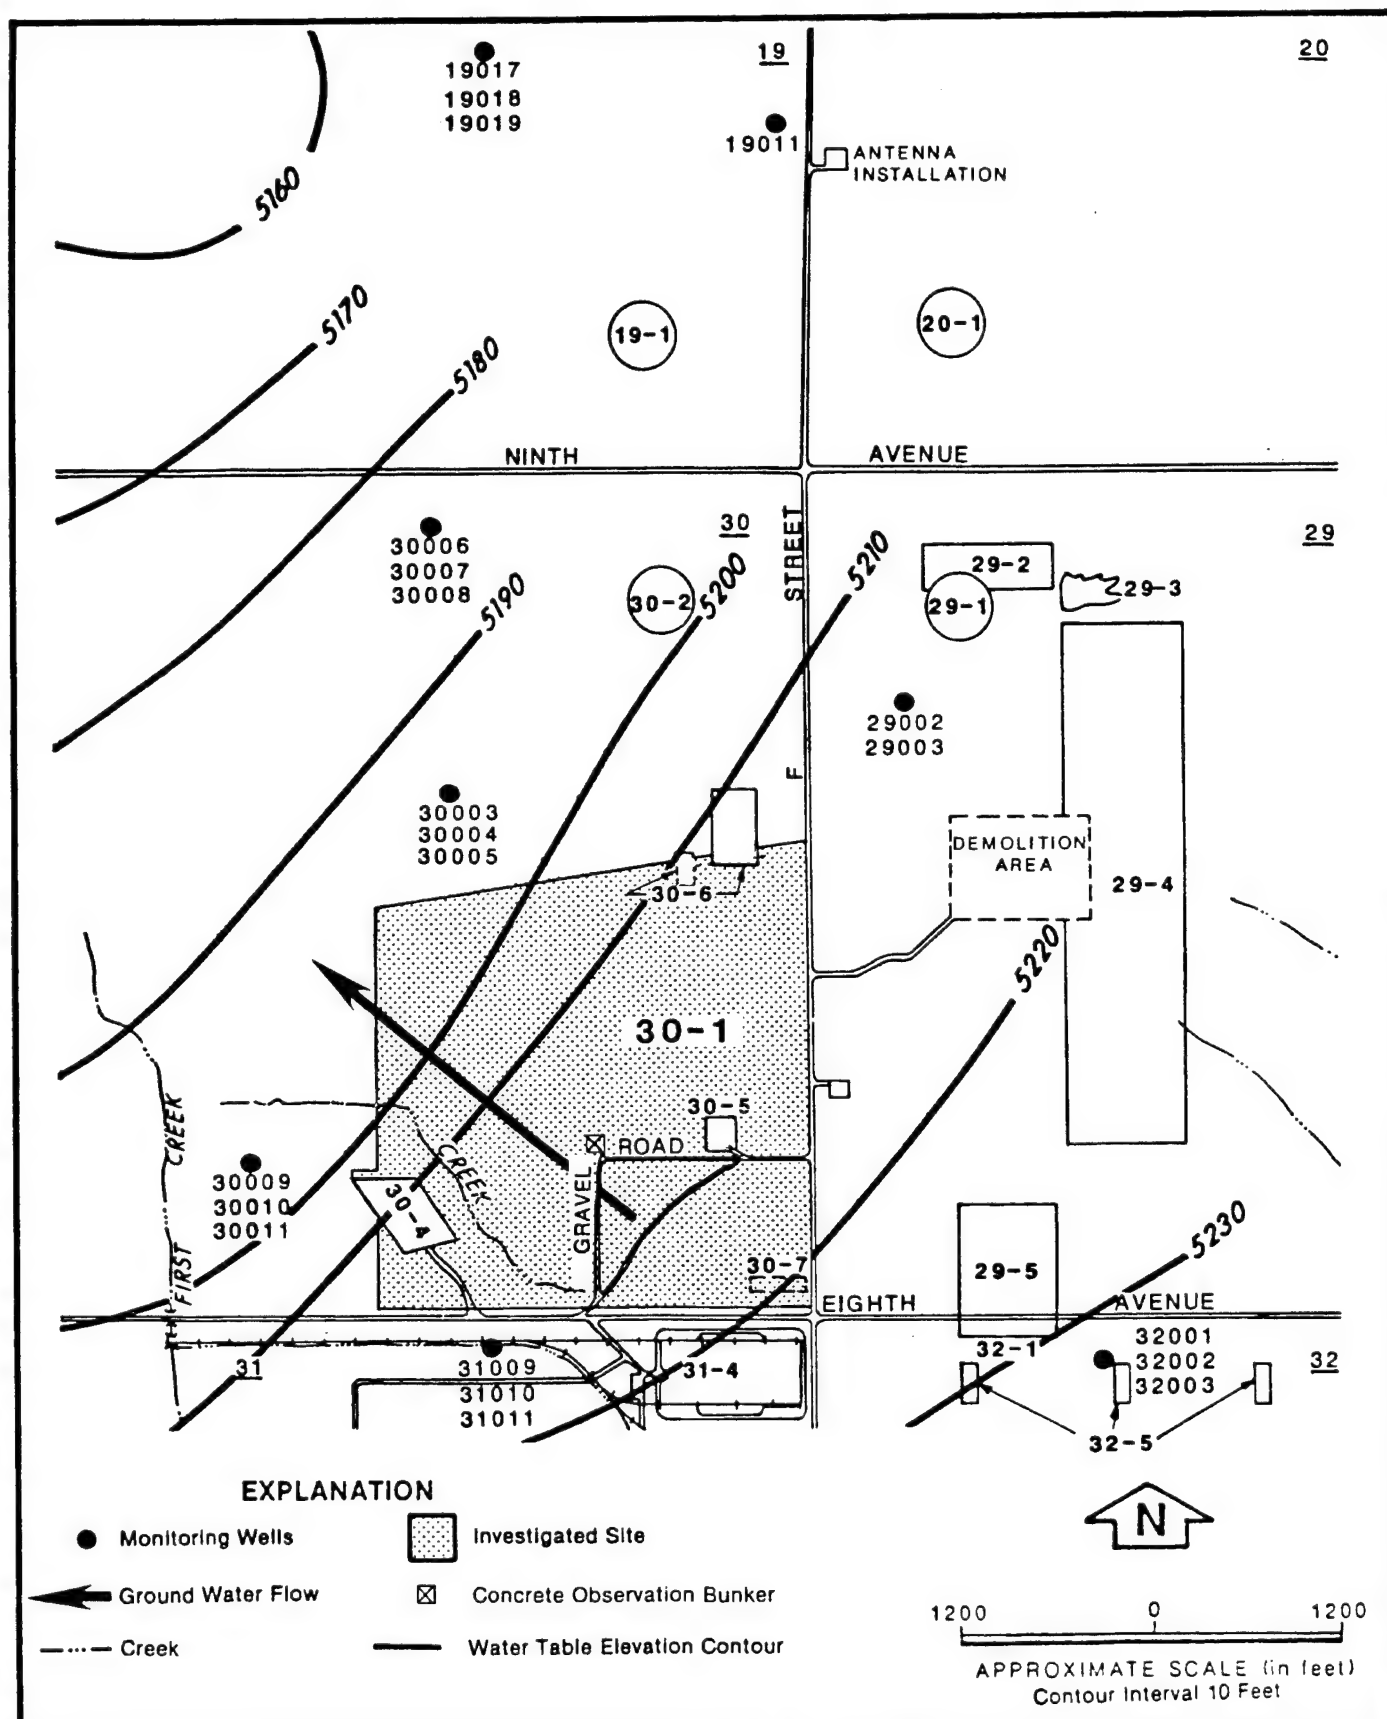 19
20
19017
19018
19019
19011
ANTENNA
INSTALLATION
5160
5170
5180
19-1
20-1
NINTH
AVENUE
STREET
F
30
29
30006
30007
30008
5190
30-2
5200
5210
29-2
29-1
29-3
29002
29003
30003
30004
30005
DEMOLITION
AREA
29-4
30-6
5220
30-1
30-5
ROAD
GRAVEL
CREEK
FIRST
CREEK
30009
30010
30011
30-4
30-7
29-5
5230
EIGHTH
AVENUE
31
31009
31010
31011
31-4
32-1
32001
32002
32003
32
32-5
EXPLANATION
Monitoring Wells
Investigated Site
Ground Water Flow
Concrete Observation Bunker
Creek
Water Table Elevation Contour
N
1200
0
1200
APPROXIMATE SCALE (in feet)
Contour Interval 10 Feet